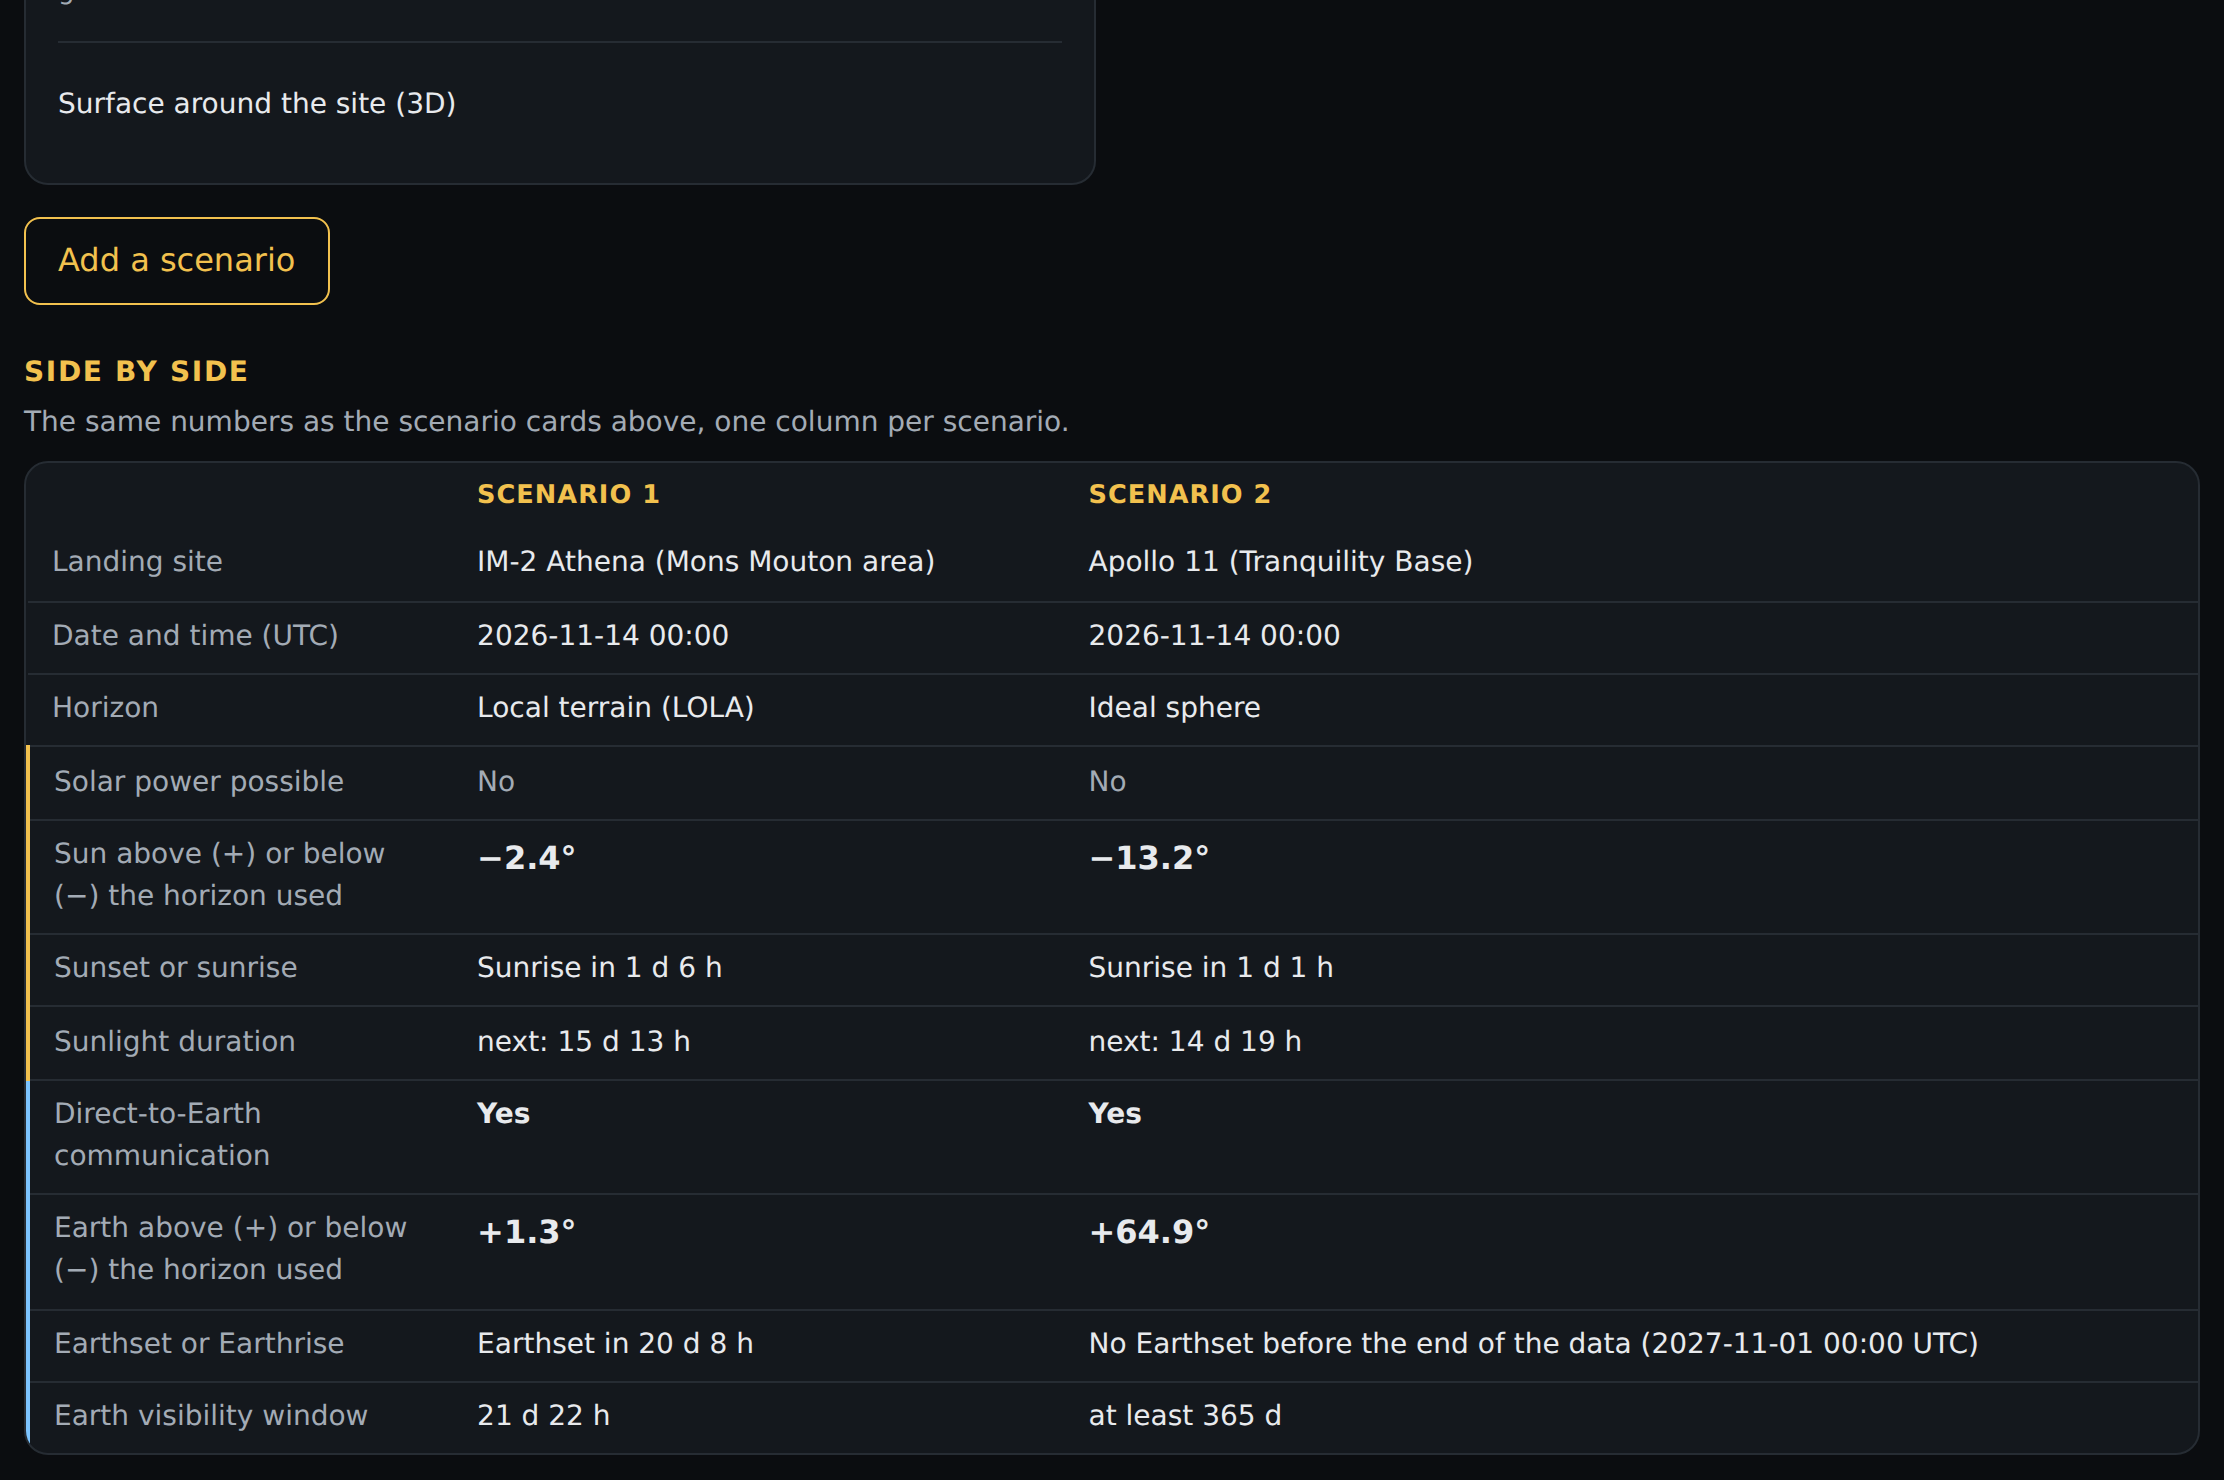 Surface around the site (3D)
Add a scenario
SIDE BY SIDE
The same numbers as the scenario cards above, one column per scenario.
SCENARIO 1 SCENARIO 2
Landing site IM-2 Athena (Mons Mouton area) Apollo 11 (Tranquility Base)
Date and time (UTC) 2026-11-14 00:00 2026-11-14 00:00
Horizon Local terrain (LOLA) Ideal sphere
Solar power possible No No
Sun above (+) or below −2.4° −13.2°
(−) the horizon used
Sunset or sunrise Sunrise in 1 d 6 h Sunrise in 1 d 1 h
Sunlight duration next: 15 d 13 h next: 14 d 19 h
Direct-to-Earth Yes Yes
communication
Earth above (+) or below +1.3° +64.9°
(−) the horizon used
Earthset or Earthrise Earthset in 20 d 8 h No Earthset before the end of the data (2027-11-01 00:00 UTC)
Earth visibility window 21 d 22 h at least 365 d